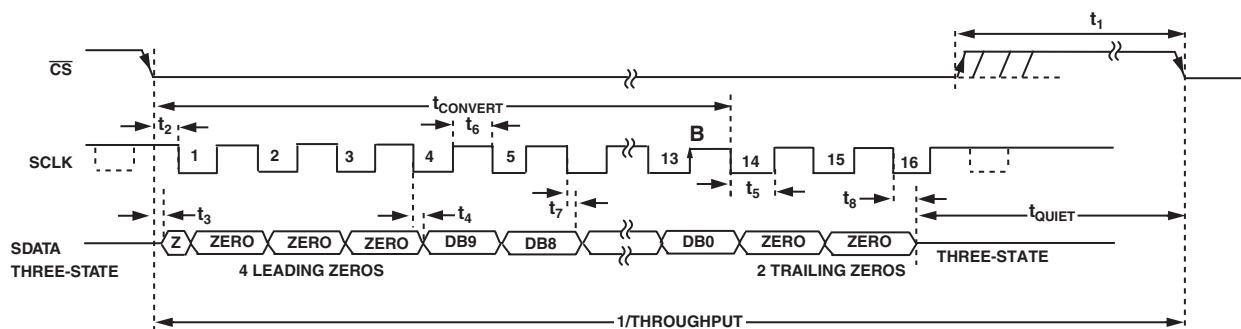 t1
CS
tCONVERT
t2
t6
B
SCLK
1
2
3
4
5
13
14
15
16
t5
t8
t3
t4
t7
tQUIET
SDATA
Z
ZERO
ZERO
ZERO
DB9
DB8
DB0
ZERO
ZERO
THREE-STATE
4 LEADING ZEROS
2 TRAILING ZEROS
THREE-STATE
1/THROUGHPUT